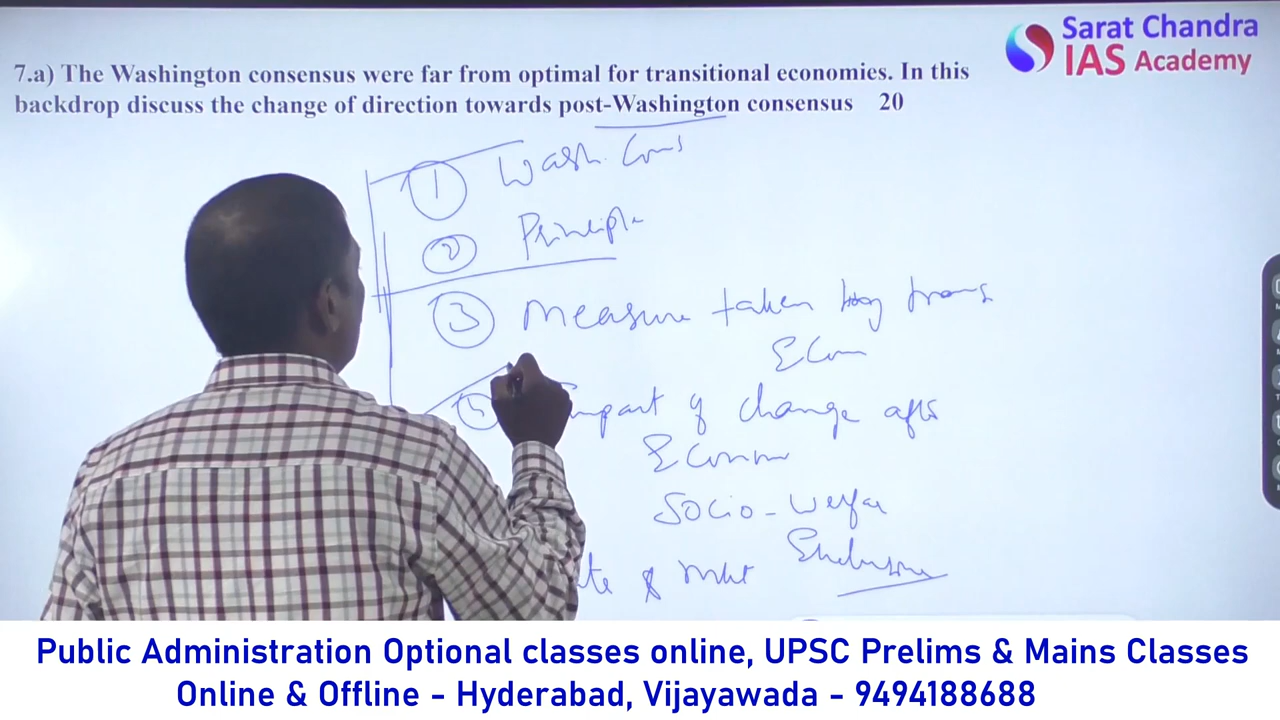 Sarat Chandra
IAS Academy
7.a) The Washington consensus were far from optimal for transitional economies. In this
backdrop discuss the change of direction towards post-Washington consensus 20
1 Wash. Cons
2 Principle
3 Measure taken by trans
Econ
Impact of change after
Econom
Socio-welfa
& Mkt
Public Administration Optional classes online, UPSC Prelims & Mains Classes
Online & Offline - Hyderabad, Vijayawada - 9494188688